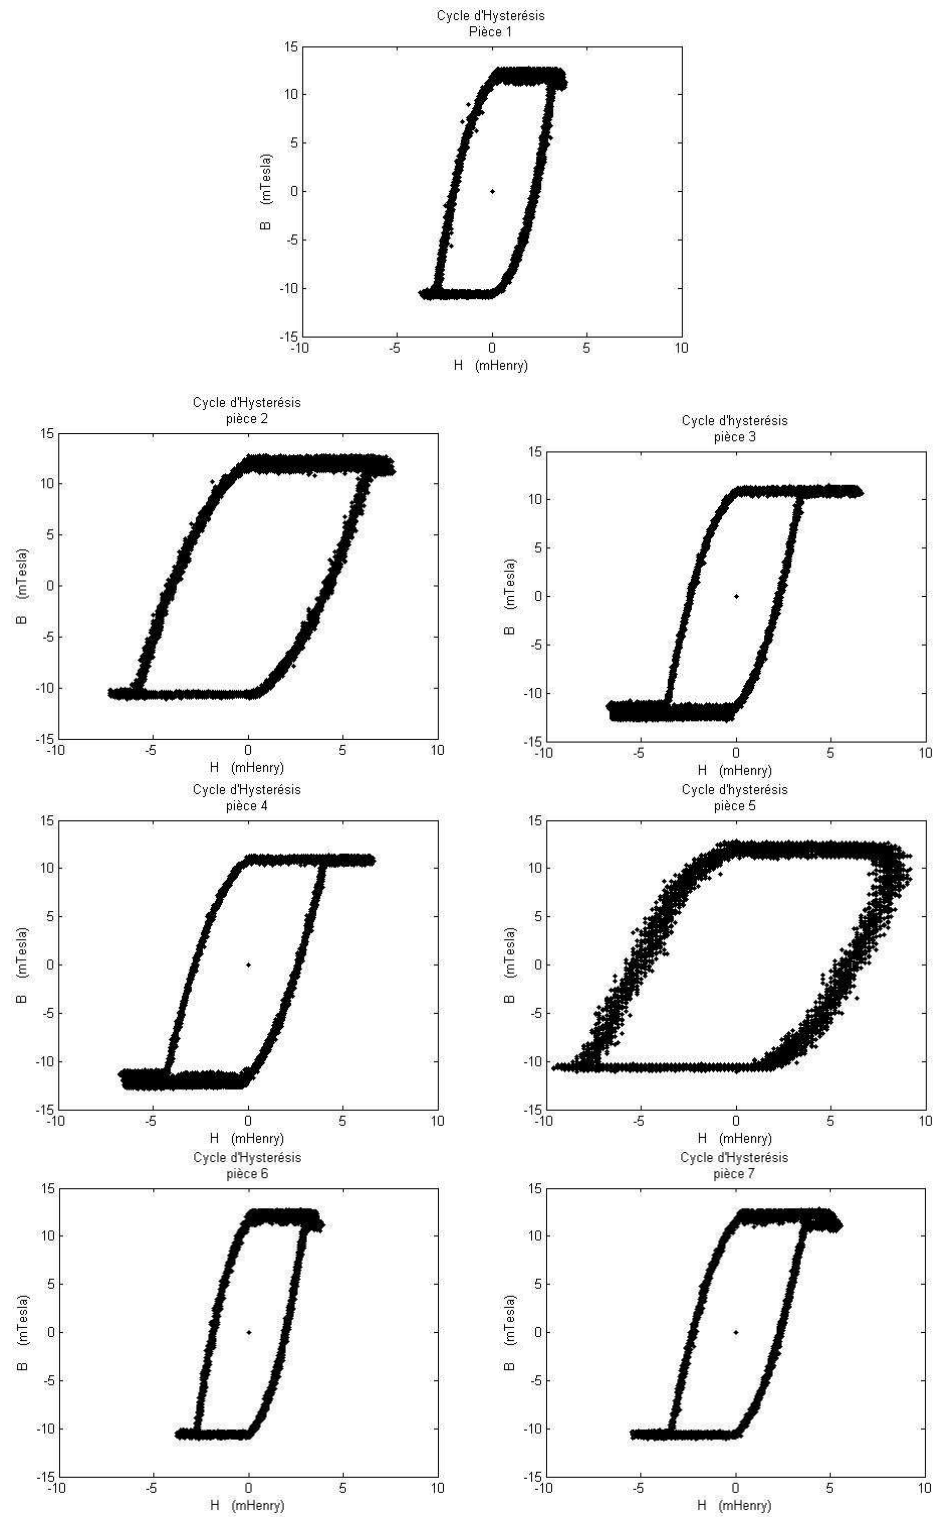 Cycle d'Hysterésis
Pièce 1
15
10
5
0
-5
-10
-15
B (mTesla)
-10 -5 0 5 10
H (mHenry)
Cycle d'Hysterésis
pièce 2
15
10
5
0
-5
-10
-15
B (mTesla)
-10 -5 0 5 10
H (mHenry)
Cycle d'hystérésis
pièce 3
15
10
5
0
-5
-10
-15
B (mTesla)
-10 -5 0 5 10
H (mHenry)
Cycle d'Hysterésis
pièce 4
15
10
5
0
-5
-10
-15
B (mTesla)
-10 -5 0 5 10
H (mHenry)
Cycle d'hystérésis
pièce 5
15
10
5
0
-5
-10
-15
B (mTesla)
-10 -5 0 5 10
H (mHenry)
Cycle d'Hysterésis
pièce 6
15
10
5
0
-5
-10
-15
B (mTesla)
-10 -5 0 5 10
H (mHenry)
Cycle d'Hysterésis
pièce 7
15
10
5
0
-5
-10
-15
B (mTesla)
-10 -5 0 5 10
H (mHenry)